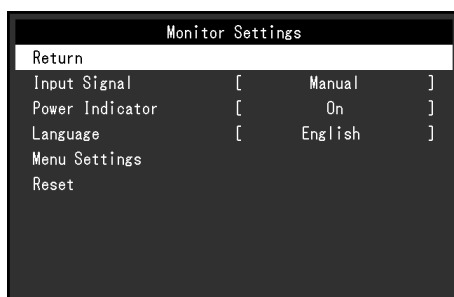 Monitor Settings
Return
Input Signal [ Manual ]
Power Indicator [ On ]
Language [ English ]
Menu Settings
Reset